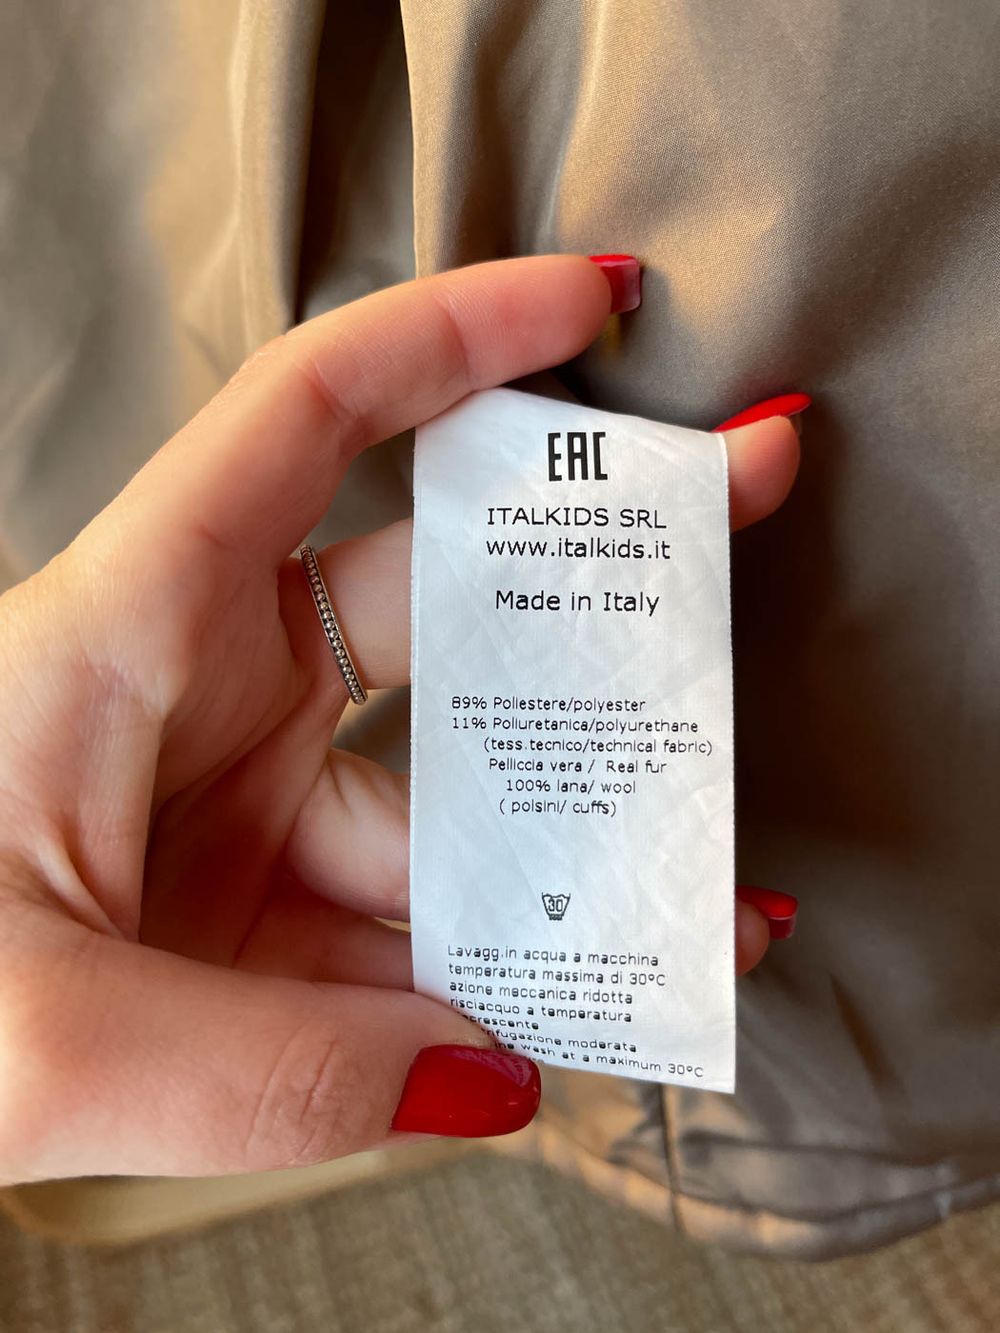 EAC
ITALKIDS SRL
www.italkids.it
Made in Italy
89% Poliestere/polyester
11% Poliuretanica/polyurethane
(tess.tecnico/technical fabric)
Pelliccia vera / Real fur
100% lana/ wool
( polsini/ cuffs)
30
Lavagg.in acqua a macchina
temperatura massima di 30°C
azione meccanica ridotta
risciacquo a temperatura
moderata
wash at a maximum 30°C